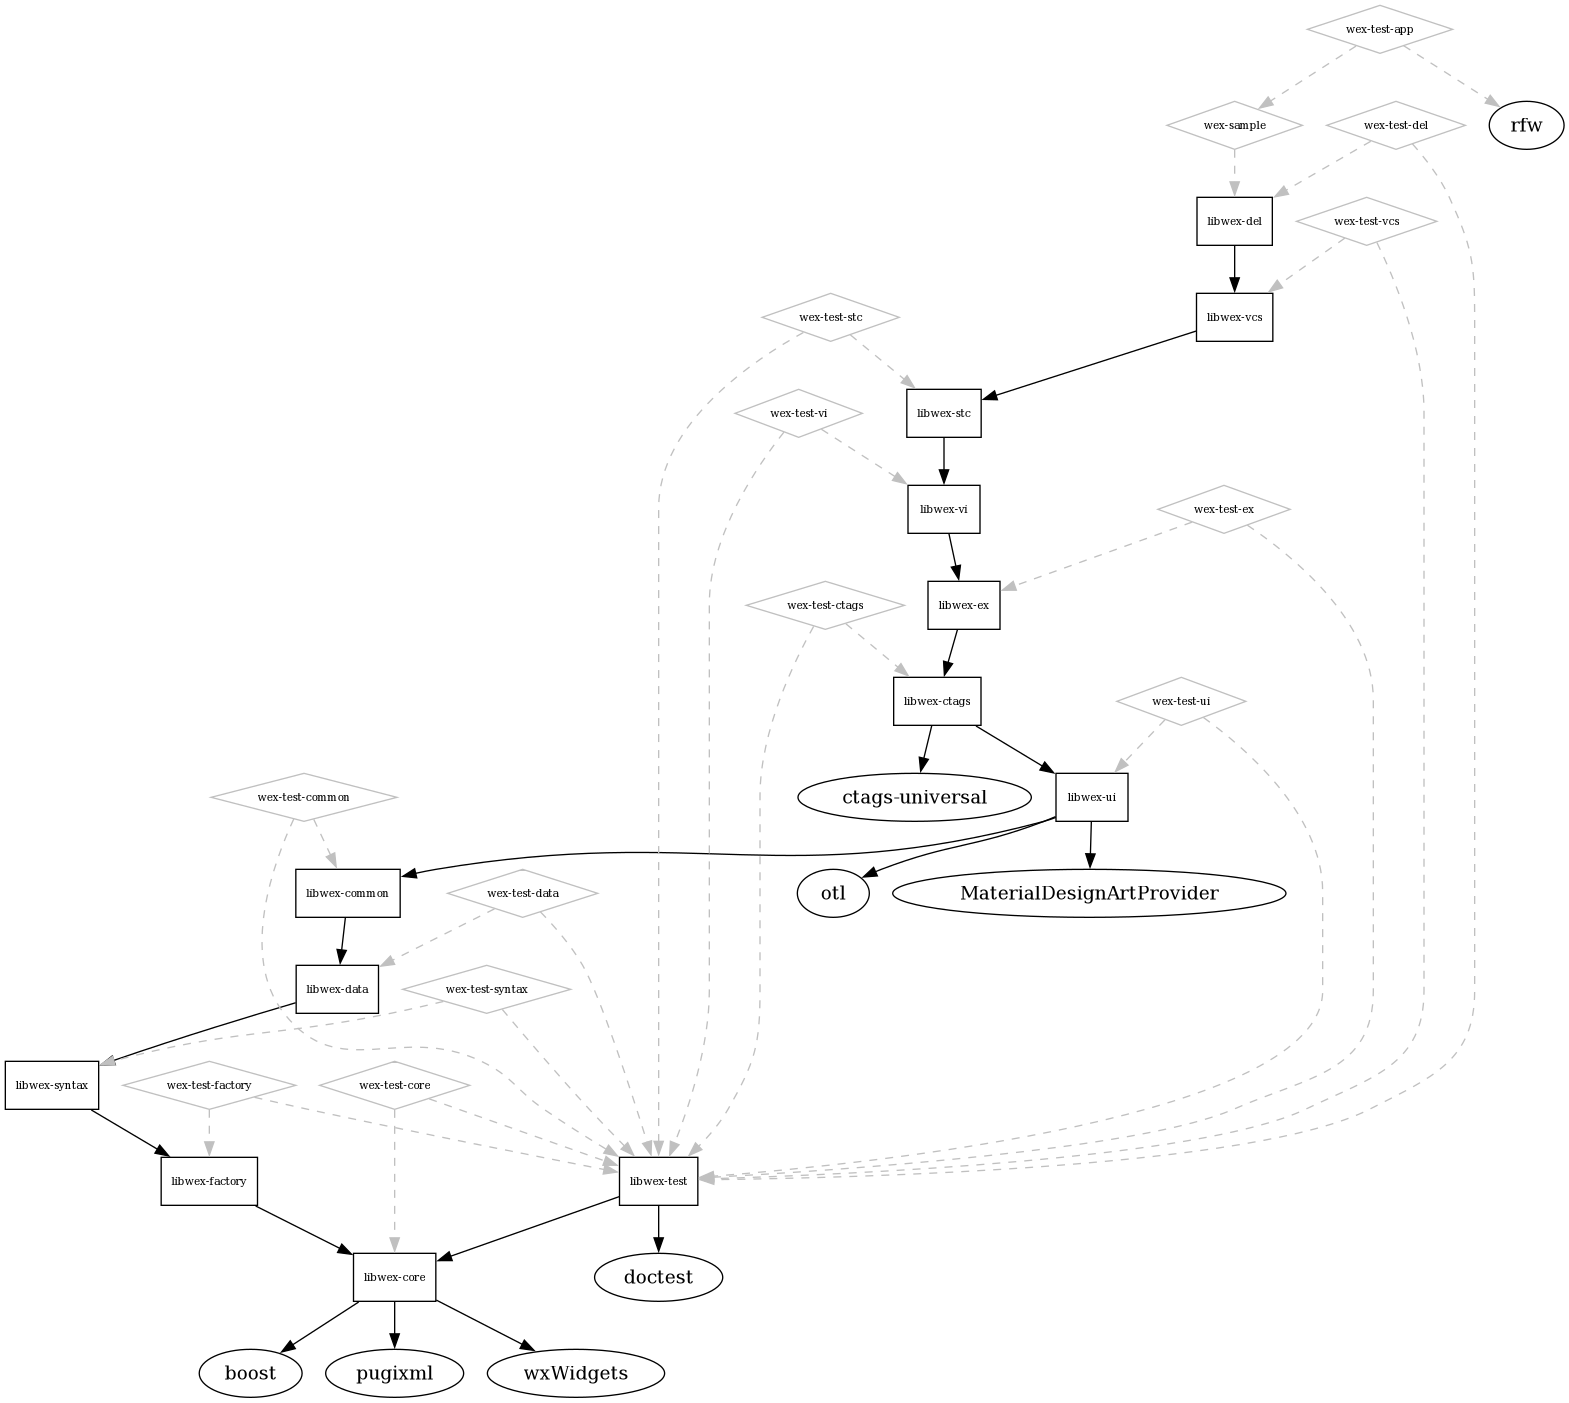 wex-test-app
wex-sample
wex-test-del
rfw
libwex-del
wex-test-vcs
wex-test-stc
libwex-vcs
wex-test-vi
libwex-stc
libwex-vi
wex-test-ex
wex-test-ctags
libwex-ex
libwex-ctags
wex-test-ui
wex-test-common
ctags-universal
libwex-ui
libwex-common
wex-test-data
otl
MaterialDesignArtProvider
libwex-data
wex-test-syntax
libwex-syntax
wex-test-factory
wex-test-core
libwex-factory
libwex-test
libwex-core
doctest
boost
pugixml
wxWidgets